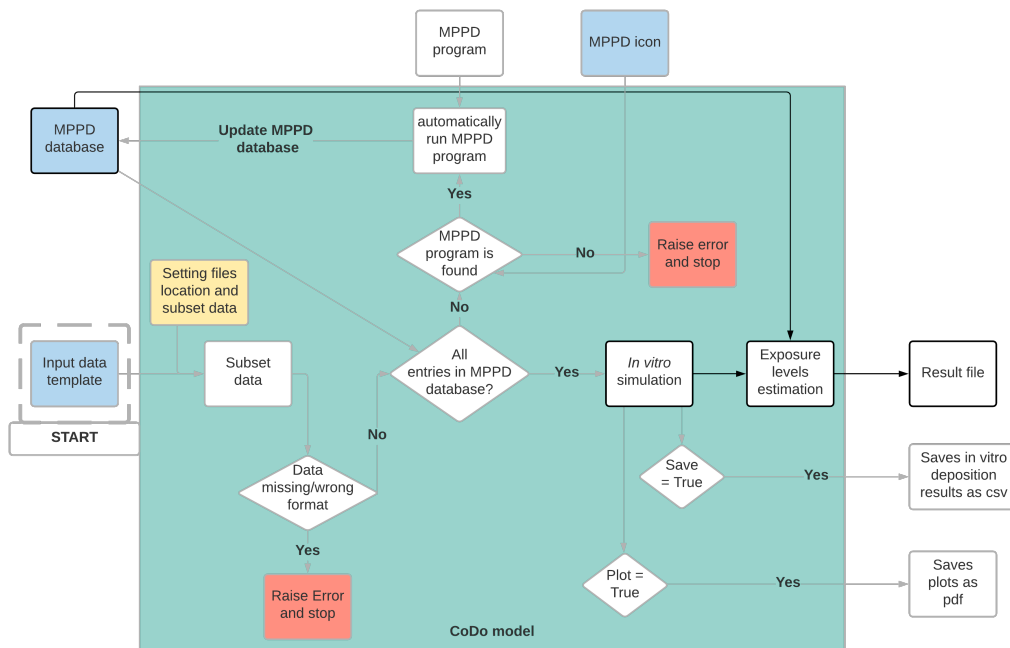 MPPD
program
MPPD icon
MPPD
database
Update MPPD
database
automatically
run MPPD
program
Yes
MPPD
program is
found
No
Raise error
and stop
Setting files
location and
subset data
No
Input data
template
START
Subset
data
All
entries in MPPD
database?
Yes
In vitro
simulation
Exposure
levels
estimation
Result file
No
Data
missing/wrong
format
Save
= True
Yes
Saves in vitro
deposition
results as csv
Yes
Raise Error
and stop
Plot =
True
Yes
Saves
plots as
pdf
CoDo model